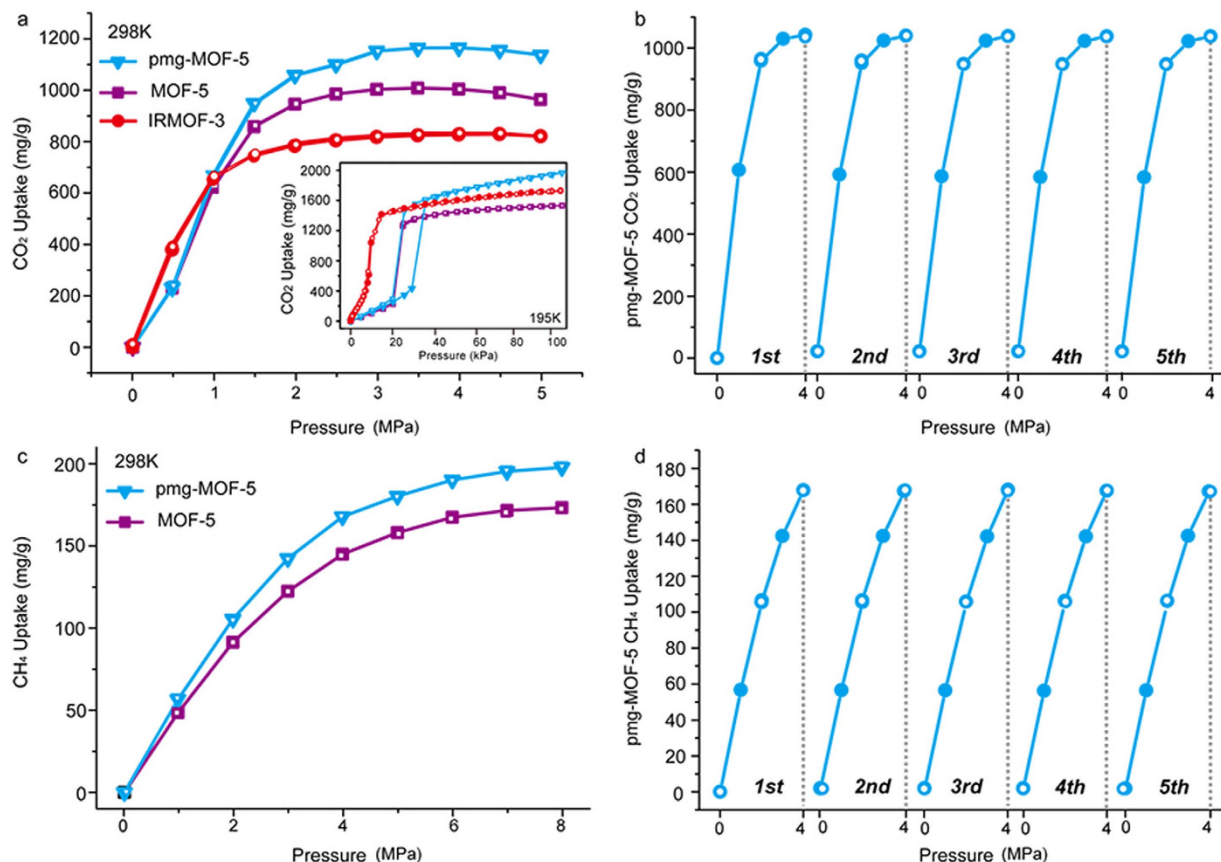 a
298K
pmg-MOF-5
MOF-5
IRMOF-3
CO₂ Uptake (mg/g)
1200
1000
800
600
400
200
0
0 1 2 3 4 5
Pressure (MPa)
CO₂ Uptake (mg/g)
2000
1600
1200
800
400
0
195K
0 20 40 60 80 100
Pressure (kPa)
b
pmg-MOF-5 CO₂ Uptake (mg/g)
1000
800
600
400
200
0
1st 2nd 3rd 4th 5th
0 4 0 4 0 4 0 4 0 4
Pressure (MPa)
c
298K
pmg-MOF-5
MOF-5
CH₄ Uptake (mg/g)
200
150
100
50
0
0 2 4 6 8
Pressure (MPa)
d
pmg-MOF-5 CH₄ Uptake (mg/g)
180
160
140
120
100
80
60
40
20
0
1st 2nd 3rd 4th 5th
0 4 0 4 0 4 0 4 0 4
Pressure (MPa)